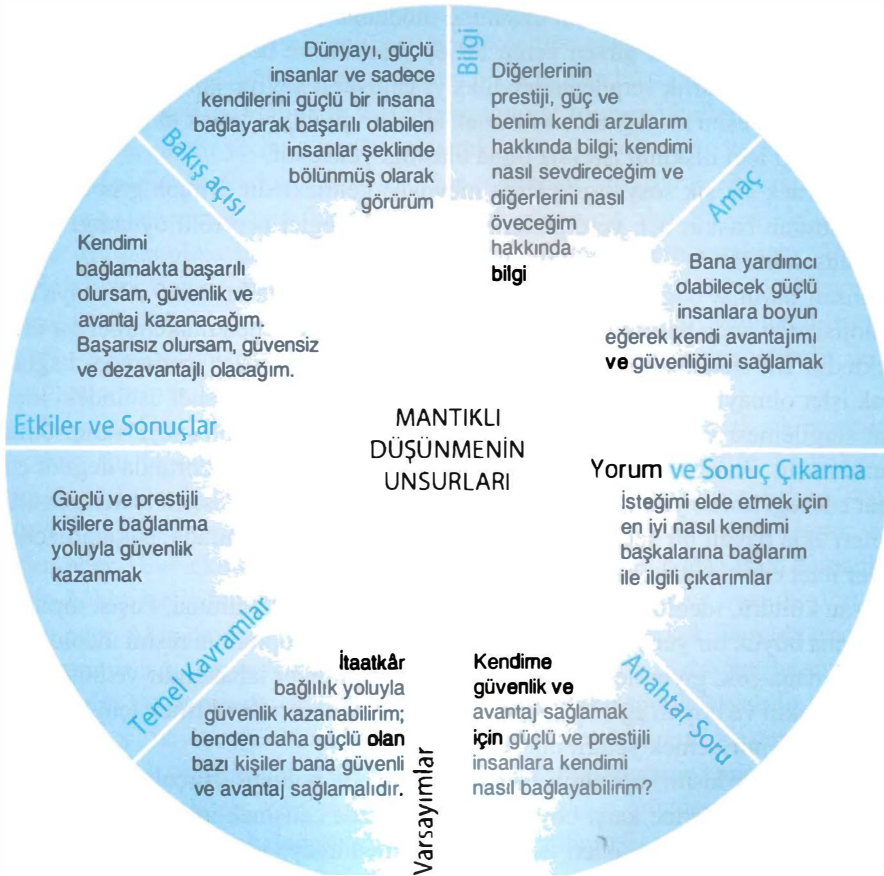 Bilgi
Dünyayı, güçlü
insanlar ve sadece
kendilerini güçlü bir insana
bağlayarak başarılı olabilen
insanlar şeklinde
bölünmüş olarak
görürüm
Diğerlerinin
prestiji, güç ve
benim kendi arzularım
hakkında bilgi; kendimi
nasıl sevdireceğim ve
diğerlerini nasıl
öveceğim
hakkında
bilgi
Bakış açısı
Amaç
Kendimi
bağlamakta başarılı
olursam, güvenlik ve
avantaj kazanacağım.
Başarısız olursam, güvensiz
ve dezavantajlı olacağım.
Bana yardımcı
olabilecek güçlü
insanlara boyun
eğerek kendi avantajımı
ve güvenliğimi sağlamak
Etkiler ve Sonuçlar
MANTIKLI
DÜŞÜNMENİN
UNSURLARI
Yorum ve Sonuç Çıkarma
Güçlü ve prestijli
kişilere bağlanma
yoluyla güvenlik
kazanmak
İsteğimi elde etmek için
en iyi nasıl kendimi
başkalarına bağlarım
ile ilgili çıkarımlar
Temel Kavramlar
İtaatkâr
bağlılık yoluyla
güvenlik kazanabilirim;
benden daha güçlü olan
bazı kişiler bana güvenli
ve avantaj sağlamalıdır.
Varsayımlar
Kendime
güvenlik ve
avantaj sağlamak
için güçlü ve prestijli
insanlara kendimi
nasıl bağlayabilirim?
Anahtar Soru